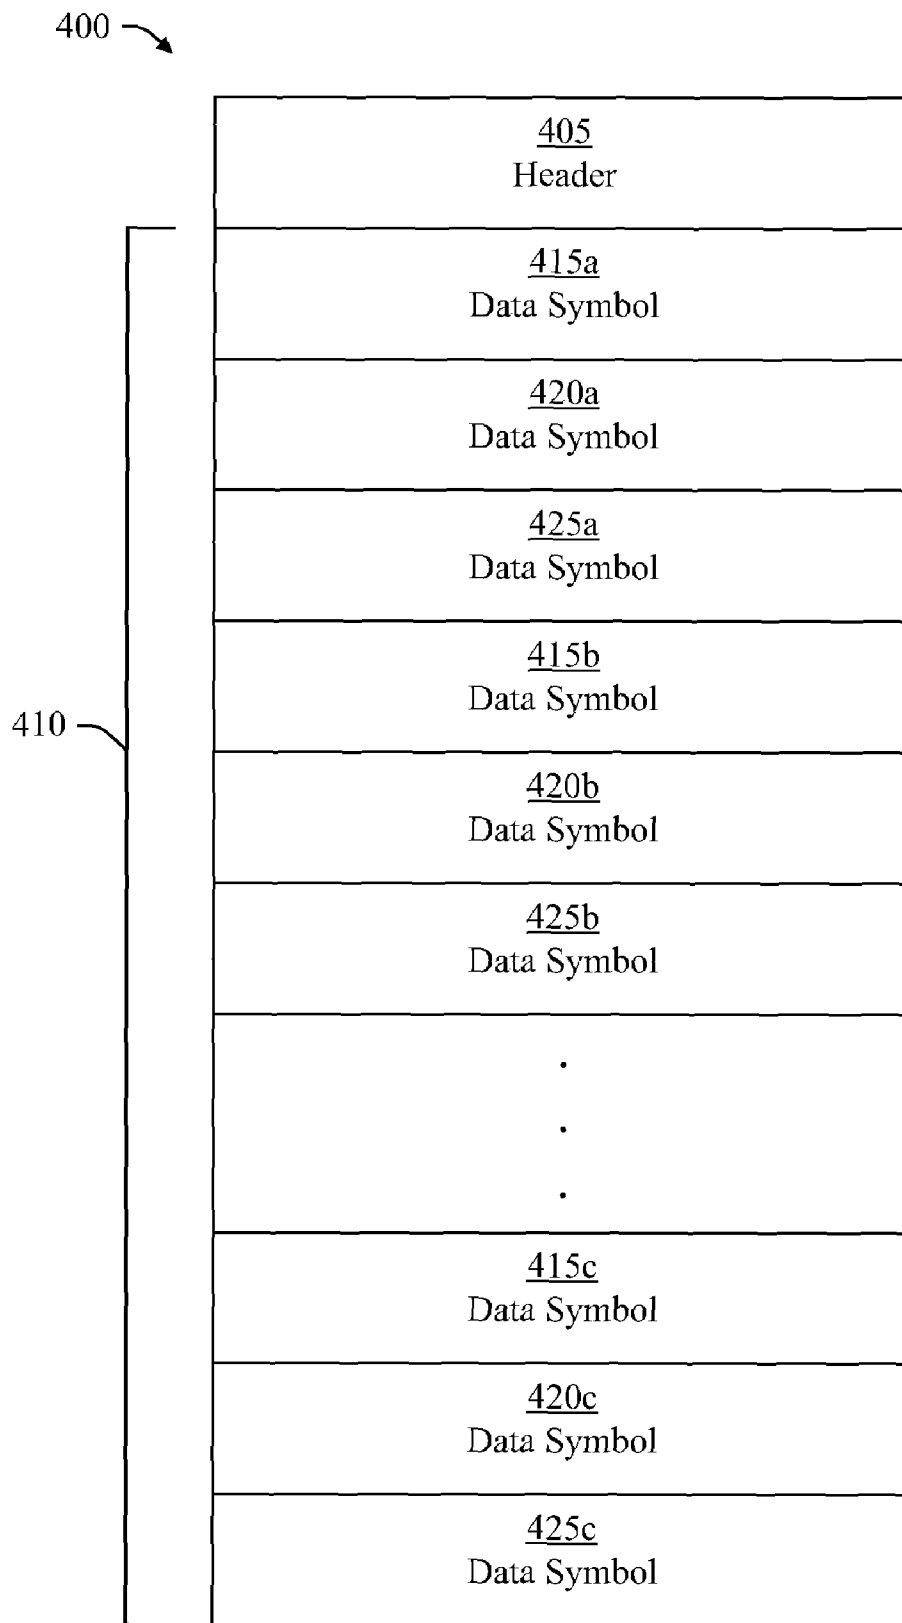 400
405
Header
415a
Data Symbol
420a
Data Symbol
425a
Data Symbol
415b
Data Symbol
410
420b
Data Symbol
425b
Data Symbol
.
.
.
415c
Data Symbol
420c
Data Symbol
425c
Data Symbol